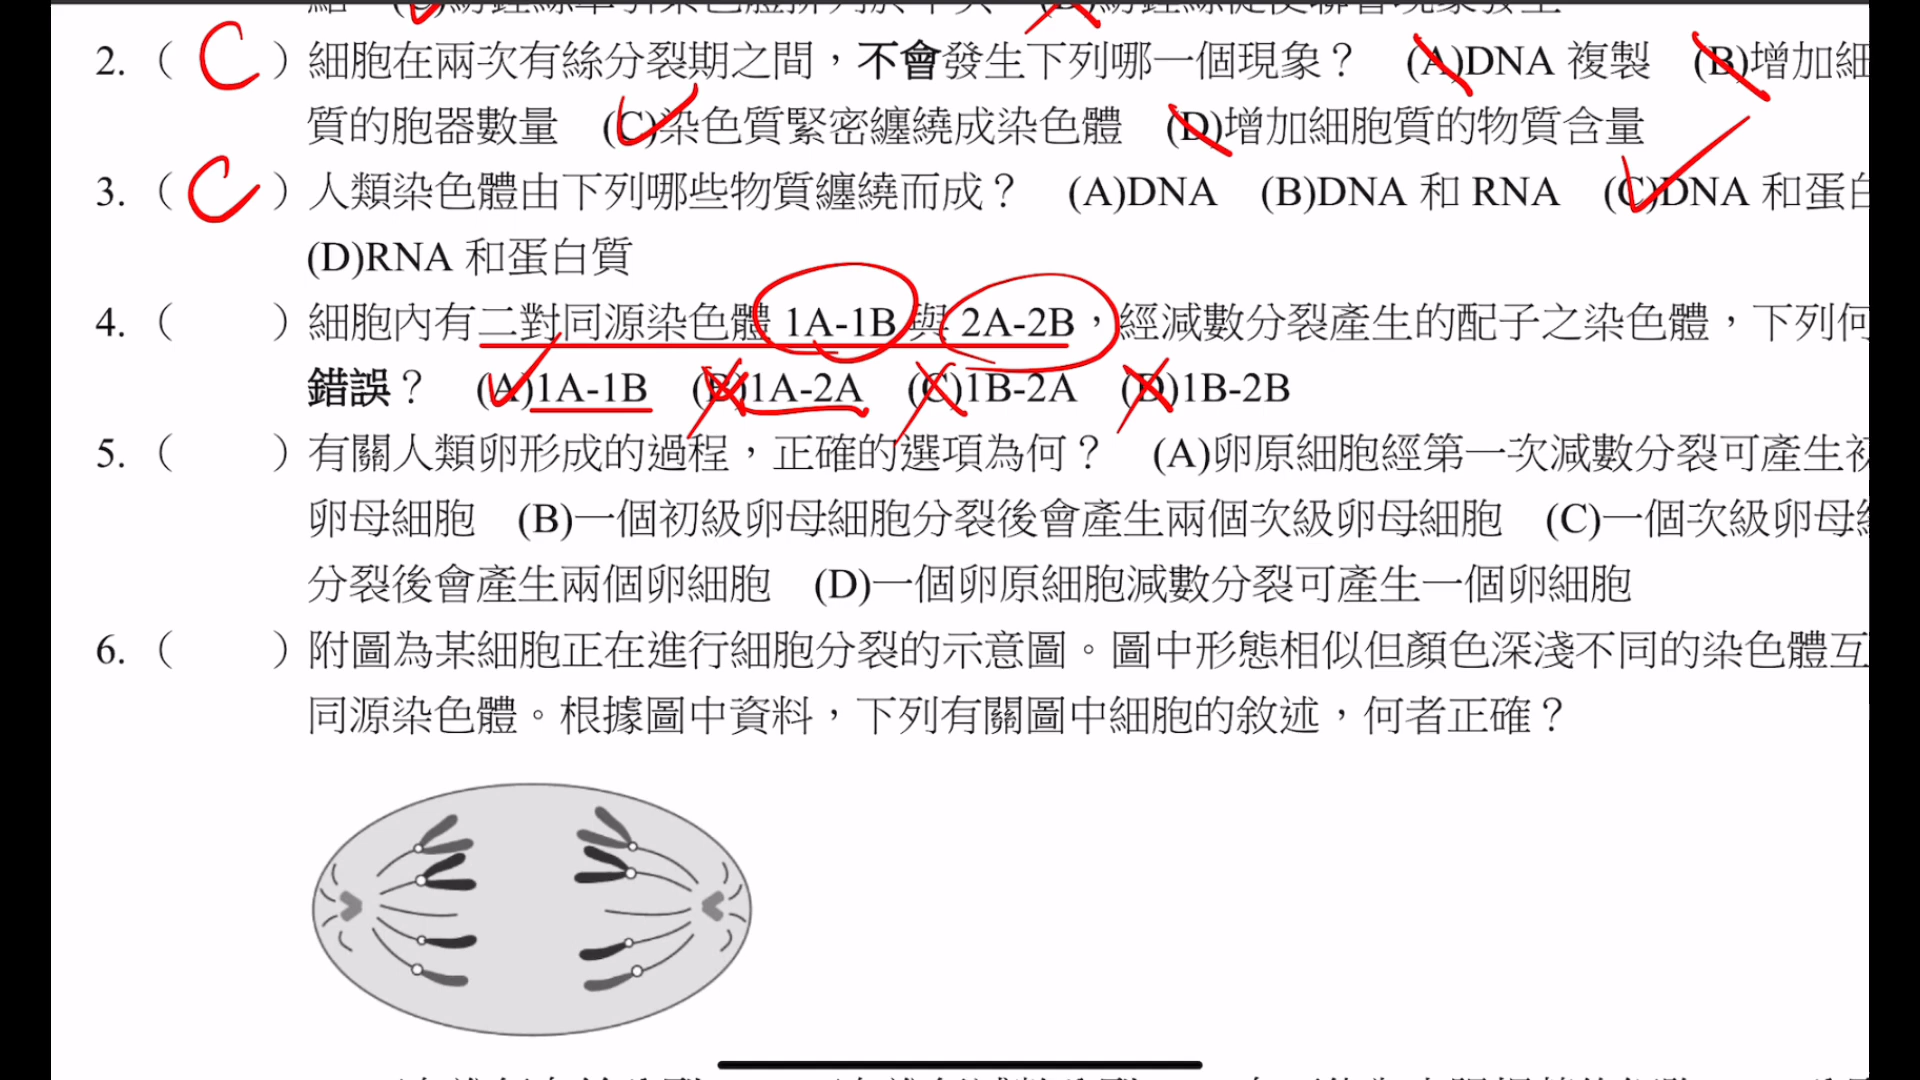 2. ( C ) 細胞在兩次有絲分裂期之間，不會發生下列哪一個現象？ (A)DNA 複製 (B)增加細
質的胞器數量 (C)染色質緊密纏繞成染色體 (D)增加細胞質的物質含量
3. ( C ) 人類染色體由下列哪些物質纏繞而成？ (A)DNA (B)DNA 和 RNA (C)DNA 和蛋白
(D)RNA 和蛋白質
4. ( ) 細胞內有二對同源染色體 1A-1B 與 2A-2B，經減數分裂產生的配子之染色體，下列何
錯誤？ (A)1A-1B (B)1A-2A (C)1B-2A (D)1B-2B
5. ( ) 有關人類卵形成的過程，正確的選項為何？ (A)卵原細胞經第一次減數分裂可產生初
卵母細胞 (B)一個初級卵母細胞分裂後會產生兩個次級卵母細胞 (C)一個次級卵母
分裂後會產生兩個卵細胞 (D)一個卵原細胞減數分裂可產生一個卵細胞
6. ( ) 附圖為某細胞正在進行細胞分裂的示意圖。圖中形態相似但顏色深淺不同的染色體互
同源染色體。根據圖中資料，下列有關圖中細胞的敘述，何者正確？